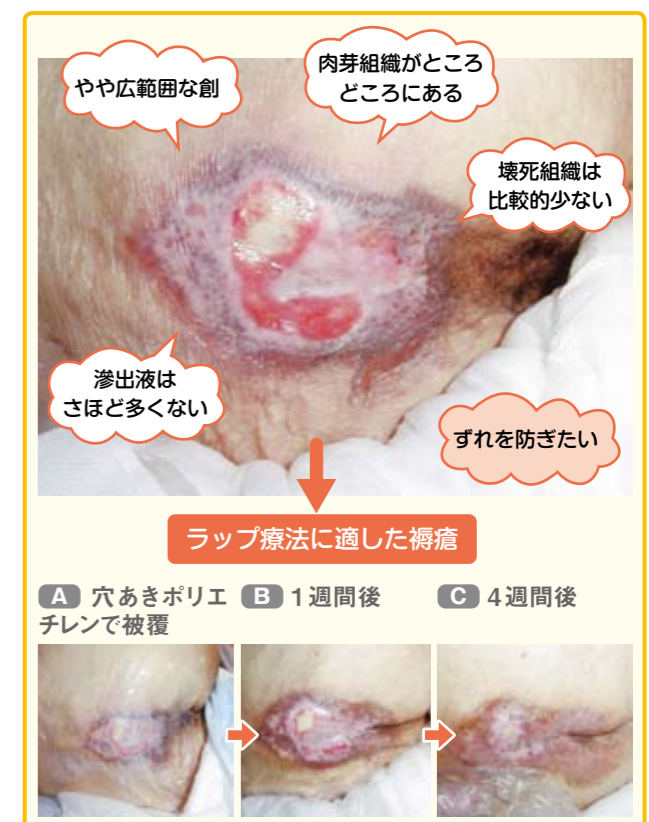 やや広範囲な創
肉芽組織がところ
どころにある
壊死組織は
比較的少ない
滲出液は
さほど多くない
ずれを防ぎたい
ラップ療法に適した褥瘡
A 穴あきポリエ
チレンで被覆
B 1週間後
C 4週間後